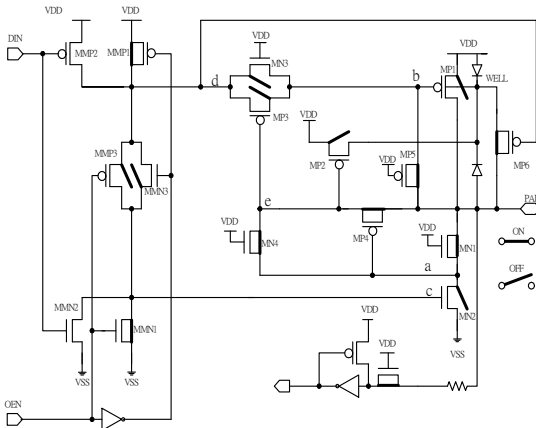 VDD VDD VDD
DIN MMP2 MMP1 VDD MN3 b MP1 WELL
d
MP3 VDD
MMP3 MMN3 MP2 VDD MP5 MP6
e PAD
VDD MN4 MP4 VDD MN1 ON
a
c OFF
MMN2 MMN1 MN2
VDD VDD VSS
VSS VSS
OEN